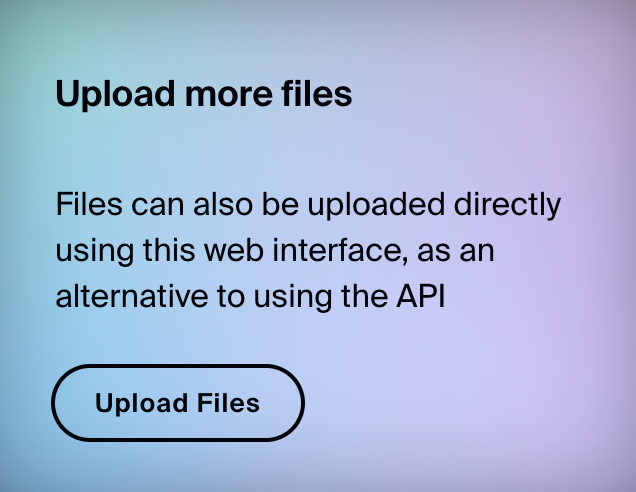 Upload more files
Files can also be uploaded directly
using this web interface, as an
alternative to using the API
Upload Files